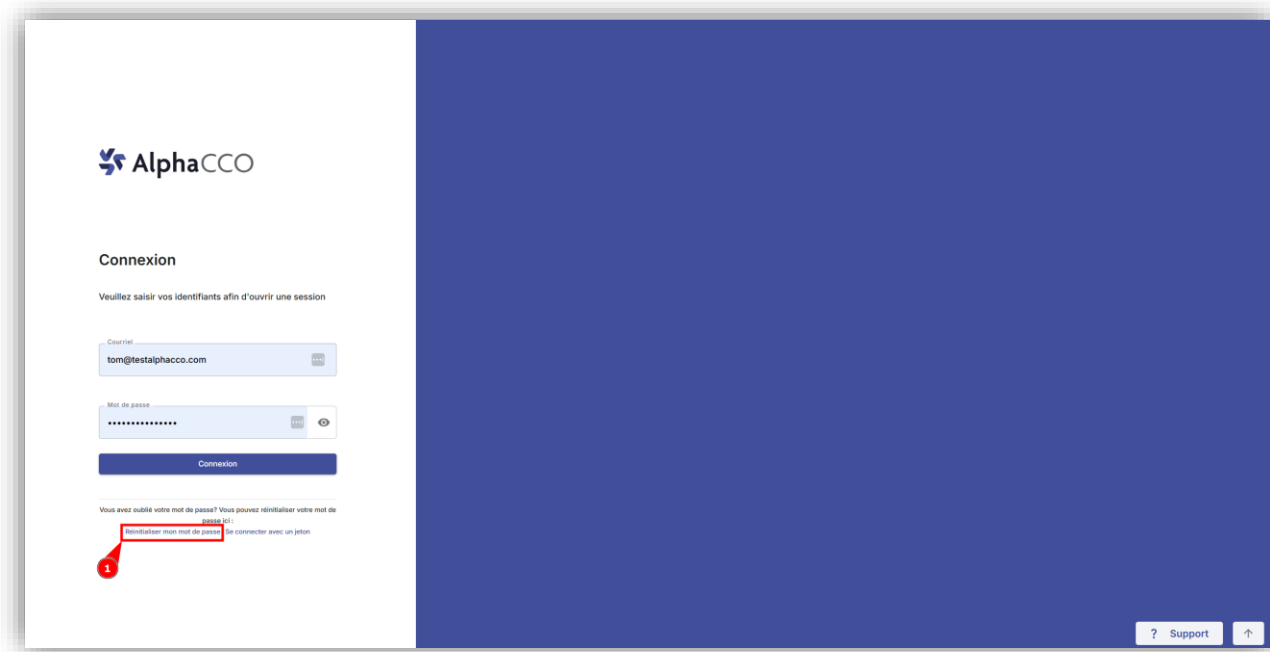 AlphaCCO
Connexion
Veuillez saisir vos identifiants afin d'ouvrir une session
Courriel
tom@testalphacco.com
Mot de passe
•••••••••••••••
Connexion
Vous avez oublié votre mot de passe? Vous pouvez réinitialiser votre mot de
passe ici :
Réinitialiser mon mot de passe Se connecter avec un jeton
1
? Support